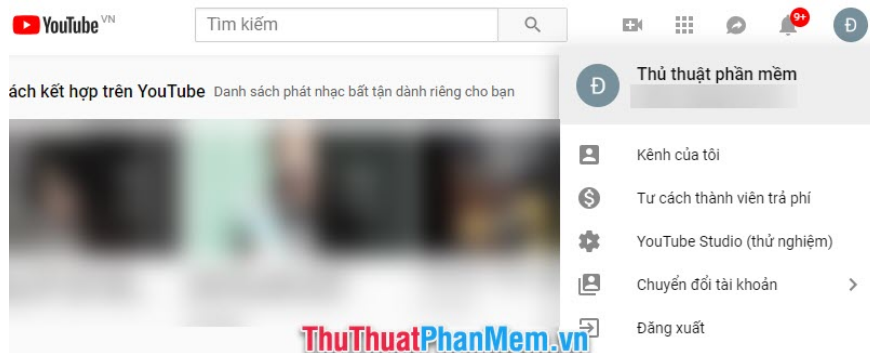 YouTube VN
Tìm kiếm
9+
Đ
Đ
Thủ thuật phần mềm
ách kết hợp trên YouTube Danh sách phát nhạc bất tận dành riêng cho bạn
Kênh của tôi
Tư cách thành viên trả phí
YouTube Studio (thử nghiệm)
Chuyển đổi tài khoản
Đăng xuất
ThuThuatPhanMem.vn